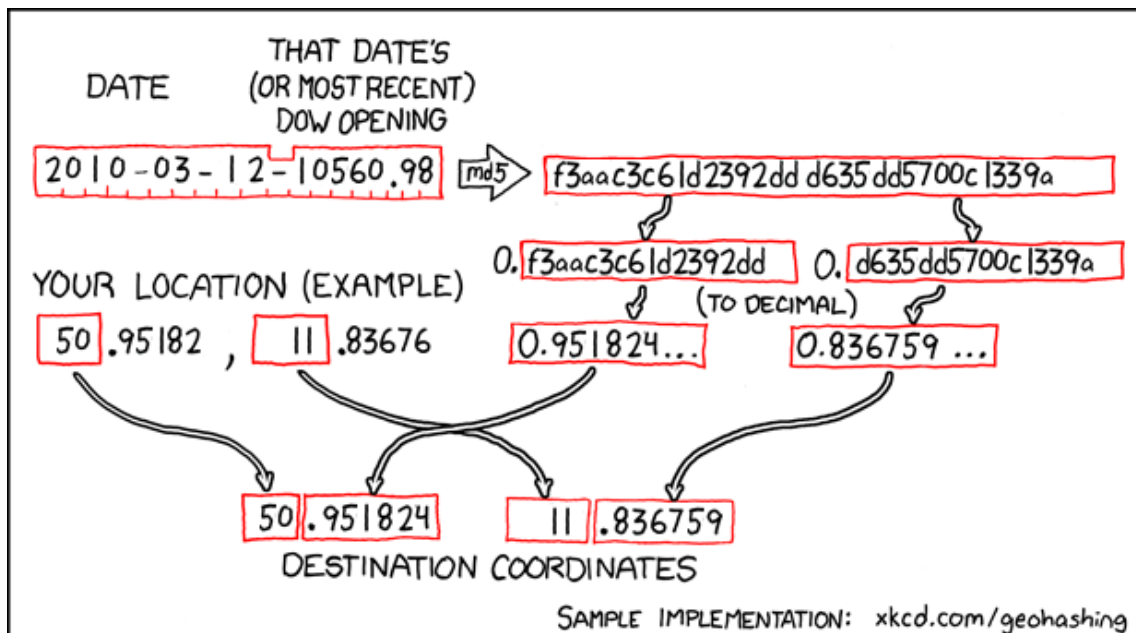 DATE
THAT DATE'S
(OR MOST RECENT)
DOW OPENING
2010-03-12-10560.98
md5
f3aac3c61d2392ddd635dd5700c1339a
0.f3aac3c61d2392dd
0.d635dd5700c1339a
YOUR LOCATION (EXAMPLE)
(TO DECIMAL)
50.95182, 11.83676
0.951824...
0.836759...
50.951824
11.836759
DESTINATION COORDINATES
SAMPLE IMPLEMENTATION: xkcd.com/geohashing